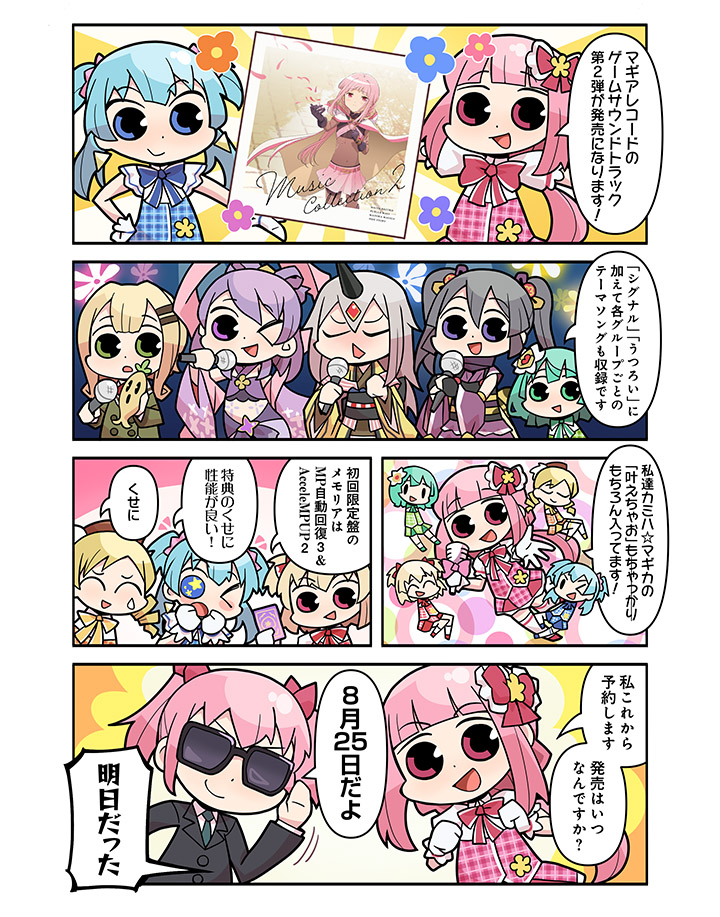 マギアレコードの
ゲームサウンドトラック
第2弾が発売になります!
Music
Collection 2
「シグナル」「うつろい」に
加えて各グループごとの
テーマソングも収録です
私達カミハ☆マギカの
「叶えちゃお」もちゃっかり
もちろん入ってます!
初回限定盤の
メモリアは
MP自動回復3&
AcceleMPUP2
特典のくせに
性能が良い!
くせに
私これから
予約します
発売はいつ
なんですか?
8月25日だよ
明日だった